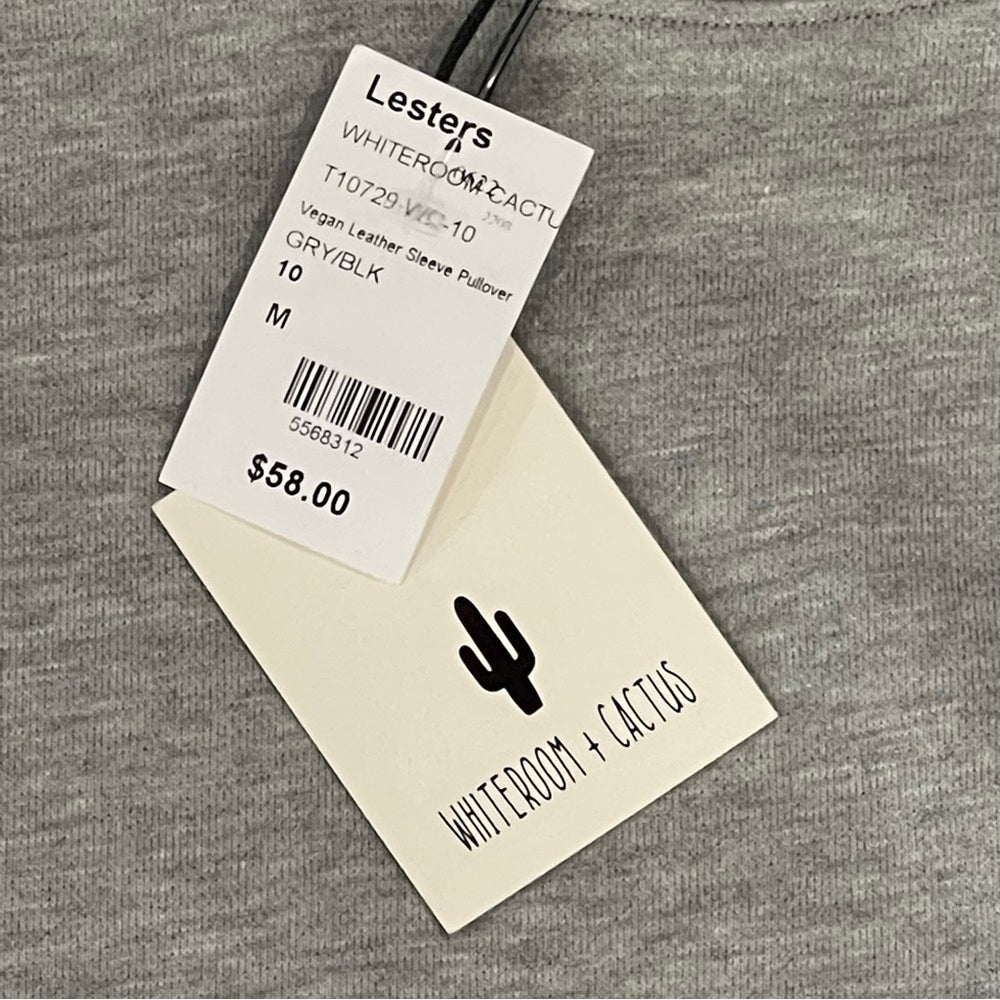 Lesters
WHITEROOM CACTU
T10729-WC-10
Vegan Leather Sleeve Pullover
GRY/BLK
10
M
5568312
$58.00
WHITEROOM + CACTUS